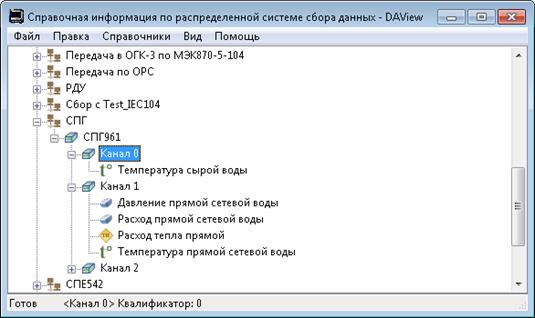 Справочная информация по распределенной системе сбора данных - DAView
Файл Правка Справочники Вид Помощь
Передача в ОГК-3 по МЭК870-5-104
Передача по OPC
РДУ
Сбор с Test_IEC104
СПГ
СПГ961
Канал 0
t° Температура сырой воды
Канал 1
Давление прямой сетевой воды
Расход прямой сетевой воды
Расход тепла прямой
t° Температура прямой сетевой воды
Канал 2
СПЕ542
Готов <Канал 0> Квалификатор: 0